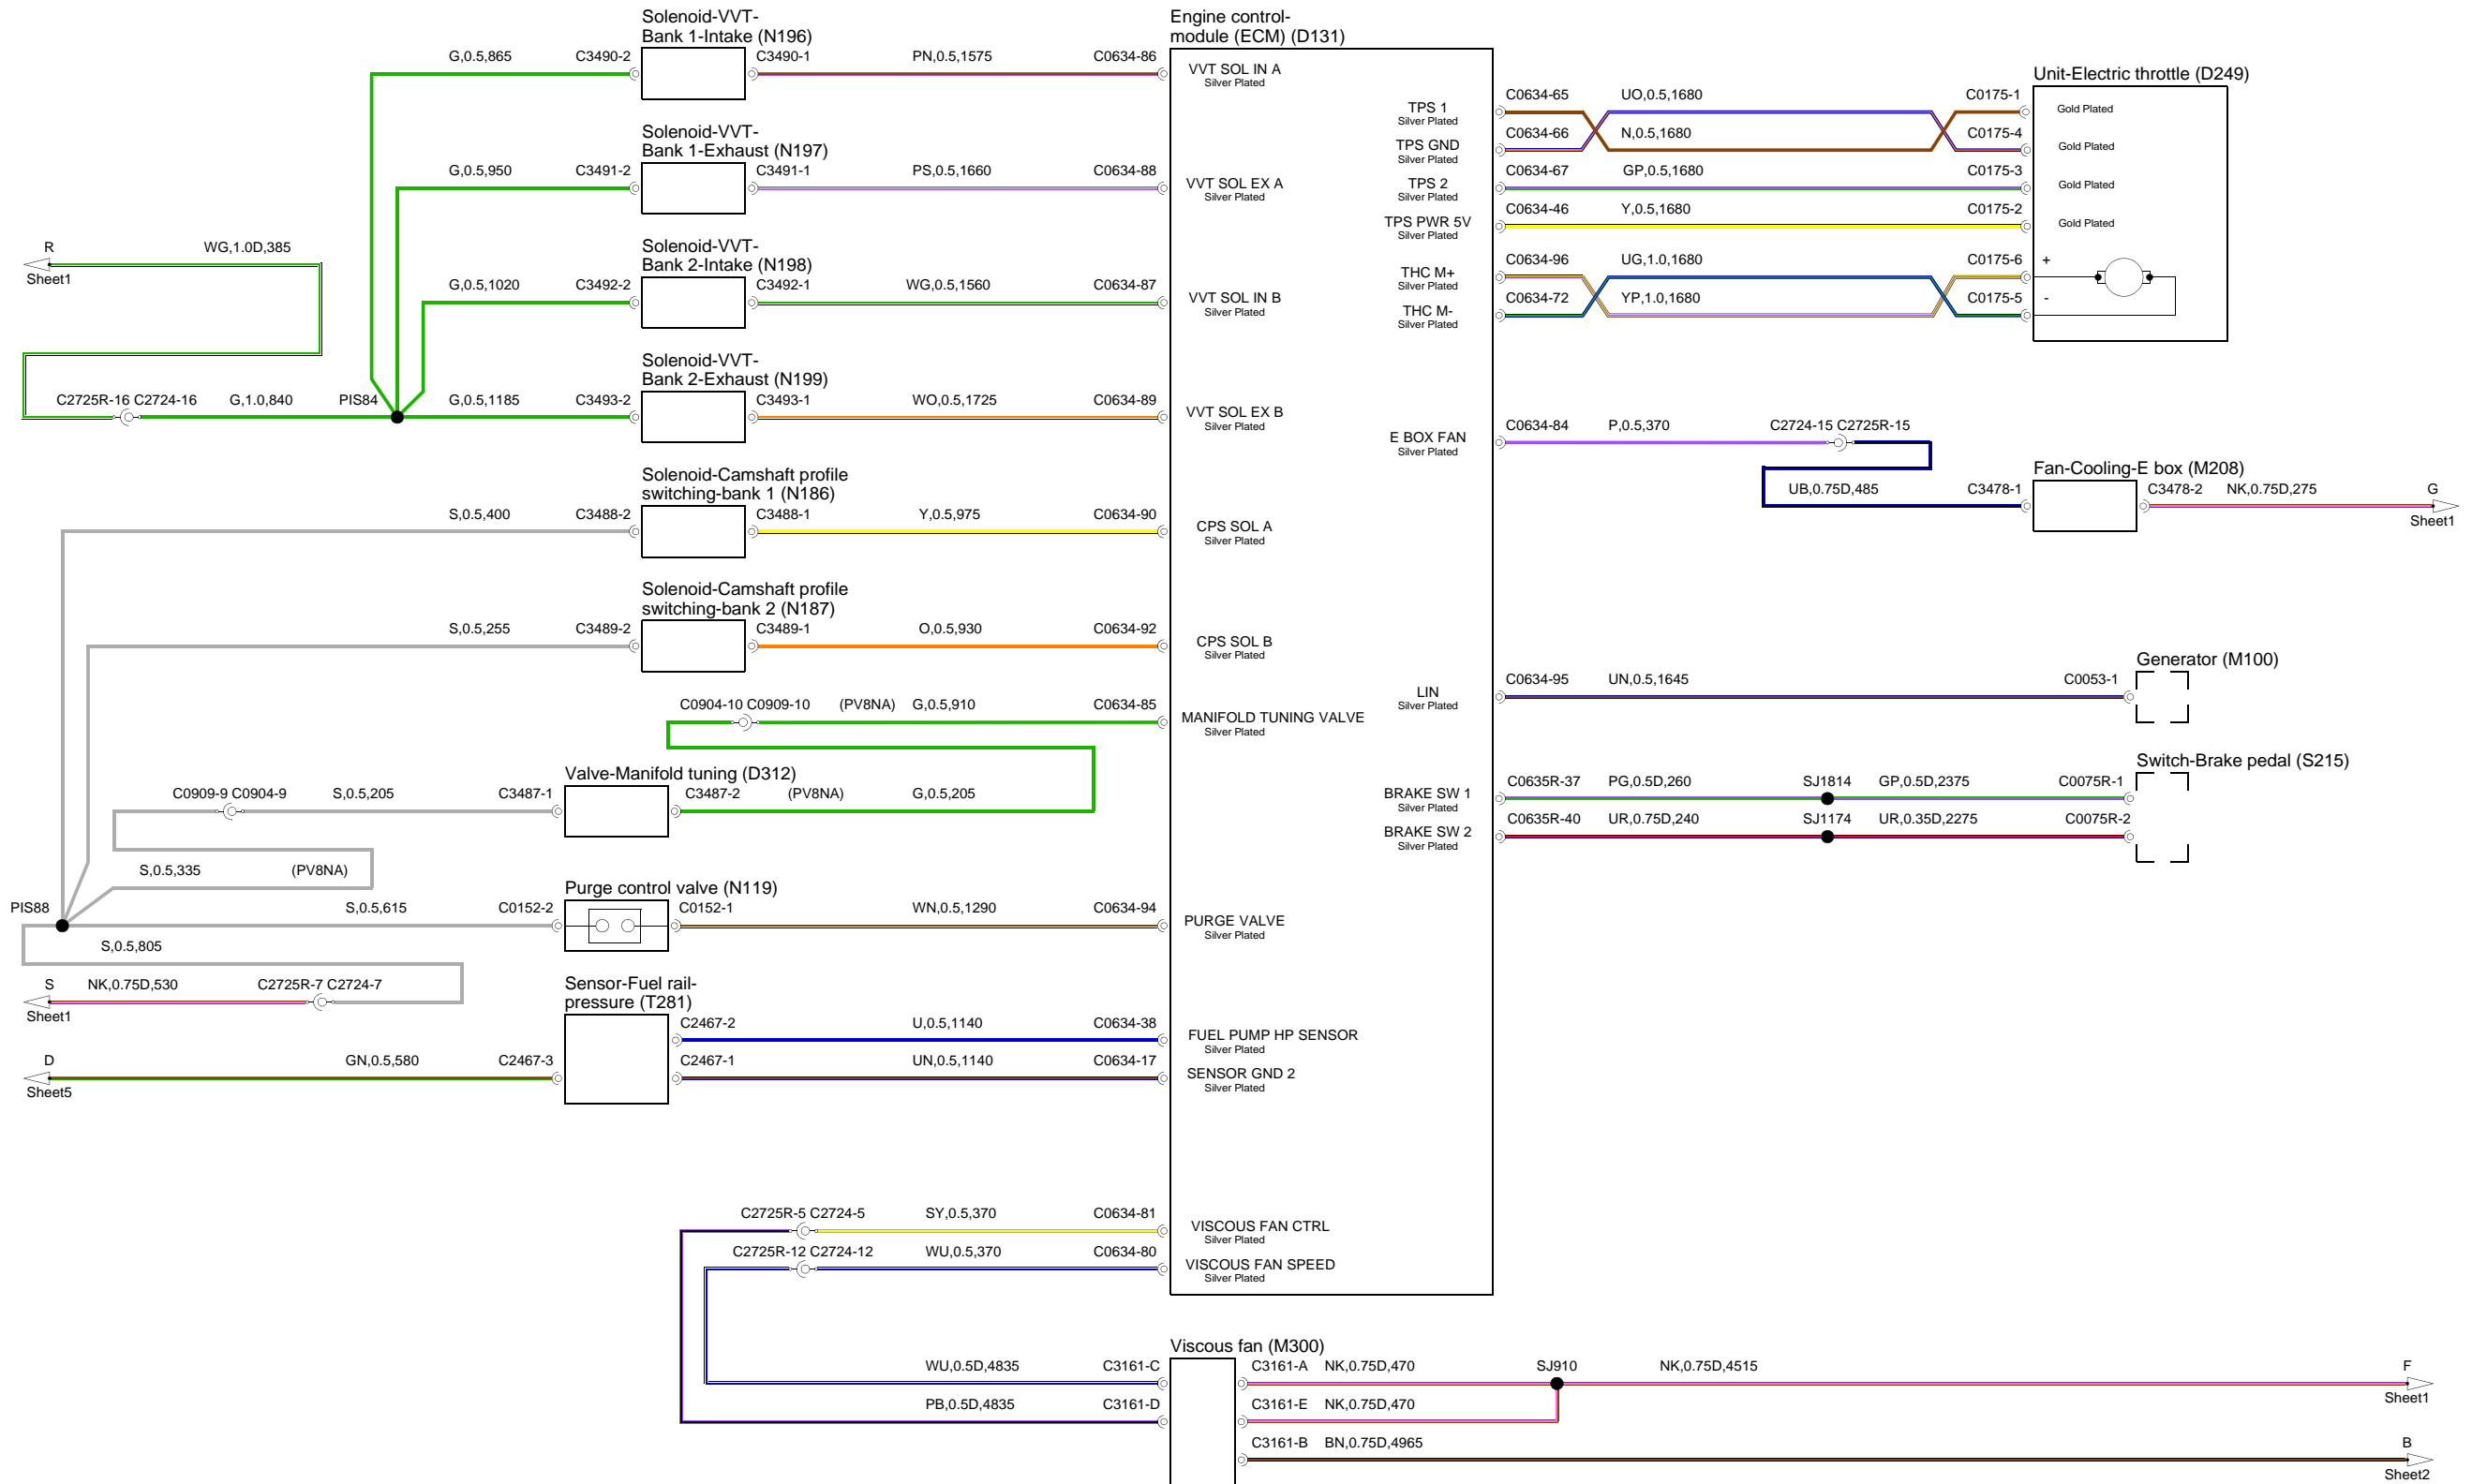 Solenoid-VVT-
Bank 1-Intake (N196)
G,0.5,865
C3490-2
C3490-1
PN,0.5,1575
C0634-86
Solenoid-VVT-
Bank 1-Exhaust (N197)
G,0.5,950
C3491-2
C3491-1
PS,0.5,1660
C0634-88
R
Sheet1
WG,1.0D,385
Solenoid-VVT-
Bank 2-Intake (N198)
G,0.5,1020
C3492-2
C3492-1
WG,0.5,1560
C0634-87
Solenoid-VVT-
Bank 2-Exhaust (N199)
C2725R-16 C2724-16
G,1.0,840
PIS84
G,0.5,1185
C3493-2
C3493-1
WO,0.5,1725
C0634-89
Solenoid-Camshaft profile
switching-bank 1 (N186)
S,0.5,400
C3488-2
C3488-1
Y,0.5,975
C0634-90
Solenoid-Camshaft profile
switching-bank 2 (N187)
S,0.5,255
C3489-2
C3489-1
O,0.5,930
C0634-92
C0904-10 C0909-10
(PV8NA)
G,0.5,910
C0634-85
Valve-Manifold tuning (D312)
C0909-9 C0904-9
S,0.5,205
C3487-1
C3487-2
(PV8NA)
G,0.5,205
S,0.5,335
(PV8NA)
Purge control valve (N119)
PIS88
S,0.5,615
C0152-2
C0152-1
WN,0.5,1290
C0634-94
S,0.5,805
S
Sheet1
NK,0.75D,530
C2725R-7 C2724-7
Sensor-Fuel rail-
pressure (T281)
C2467-2
U,0.5,1140
C0634-38
D
Sheet5
GN,0.5,580
C2467-3
C2467-1
UN,0.5,1140
C0634-17
C2725R-5 C2724-5
SY,0.5,370
C0634-81
C2725R-12 C2724-12
WU,0.5,370
C0634-80
Engine control-
module (ECM) (D131)
VVT SOL IN A
Silver Plated
VVT SOL EX A
Silver Plated
VVT SOL IN B
Silver Plated
VVT SOL EX B
Silver Plated
CPS SOL A
Silver Plated
CPS SOL B
Silver Plated
MANIFOLD TUNING VALVE
Silver Plated
PURGE VALVE
Silver Plated
FUEL PUMP HP SENSOR
Silver Plated
SENSOR GND 2
Silver Plated
VISCOUS FAN CTRL
Silver Plated
VISCOUS FAN SPEED
Silver Plated
TPS 1
Silver Plated
TPS GND
Silver Plated
TPS 2
Silver Plated
TPS PWR 5V
Silver Plated
THC M+
Silver Plated
THC M-
Silver Plated
E BOX FAN
Silver Plated
LIN
Silver Plated
BRAKE SW 1
Silver Plated
BRAKE SW 2
Silver Plated
Unit-Electric throttle (D249)
C0634-65
UO,0.5,1680
C0175-1
Gold Plated
C0634-66
N,0.5,1680
C0175-4
Gold Plated
C0634-67
GP,0.5,1680
C0175-3
Gold Plated
C0634-46
Y,0.5,1680
C0175-2
Gold Plated
C0634-96
UG,1.0,1680
C0175-6
+
C0634-72
YP,1.0,1680
C0175-5
-
C0634-84
P,0.5,370
C2724-15 C2725R-15
Fan-Cooling-E box (M208)
UB,0.75D,485
C3478-1
C3478-2
NK,0.75D,275
G
Sheet1
Generator (M100)
C0634-95
UN,0.5,1645
C0053-1
Switch-Brake pedal (S215)
C0635R-37
PG,0.5D,260
SJ1814
GP,0.5D,2375
C0075R-1
C0635R-40
UR,0.75D,240
SJ1174
UR,0.35D,2275
C0075R-2
Viscous fan (M300)
WU,0.5D,4835
C3161-C
C3161-A
NK,0.75D,470
SJ910
NK,0.75D,4515
F
Sheet1
PB,0.5D,4835
C3161-D
C3161-E
NK,0.75D,470
C3161-B
BN,0.75D,4965
B
Sheet2